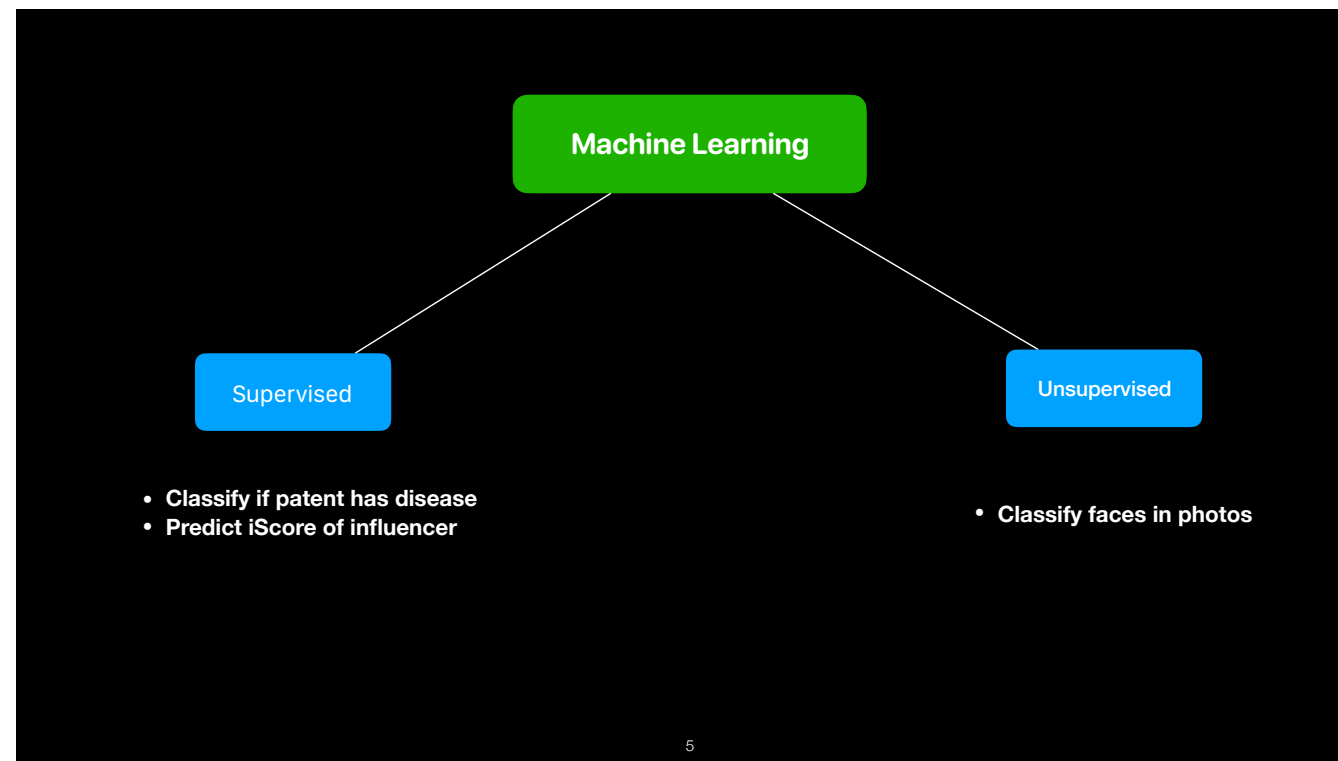 Machine Learning
Supervised
Unsupervised
• Classify if patent has disease
• Predict iScore of influencer
• Classify faces in photos
5